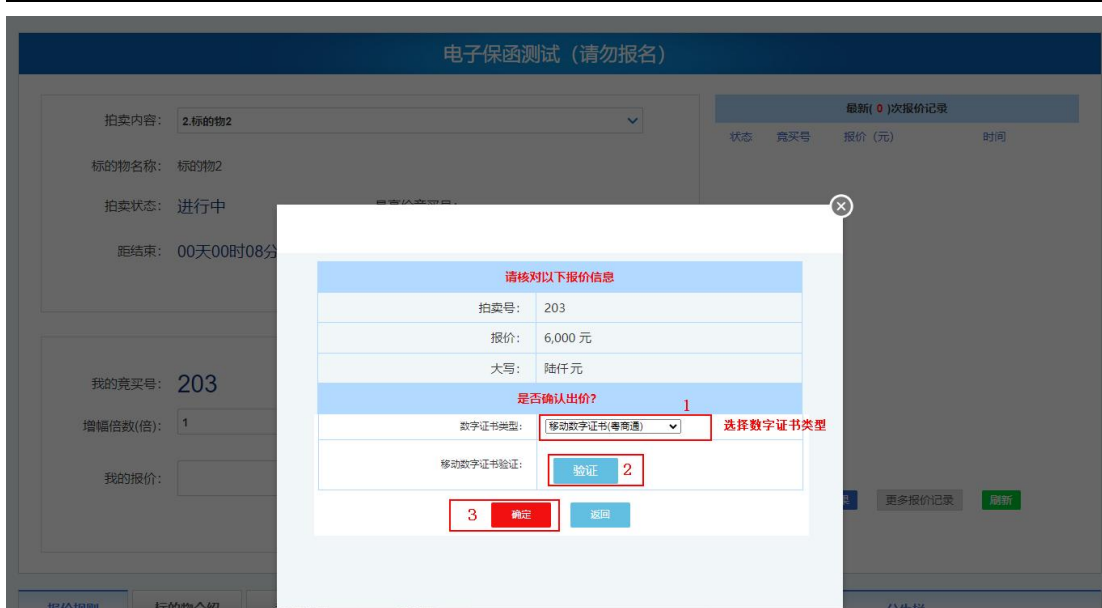 电子保函测试（请勿报名）
拍卖内容： 2.标的物2
最新( 0 )次报价记录
状态 竞买号 报价（元） 时间
标的物名称： 标的物2
拍卖状态： 进行中
距结束： 00天00时08分
请核对以下报价信息
拍卖号： 203
报价： 6,000 元
大写： 陆仟元
是否确认出价？
1
数字证书类型： 移动数字证书(粤商通) 选择数字证书类型
移动数字证书验证： 验证 2
3 确定 返回
我的竞买号： 203
增幅倍数(倍)： 1
我的报价：
更多报价记录 刷新